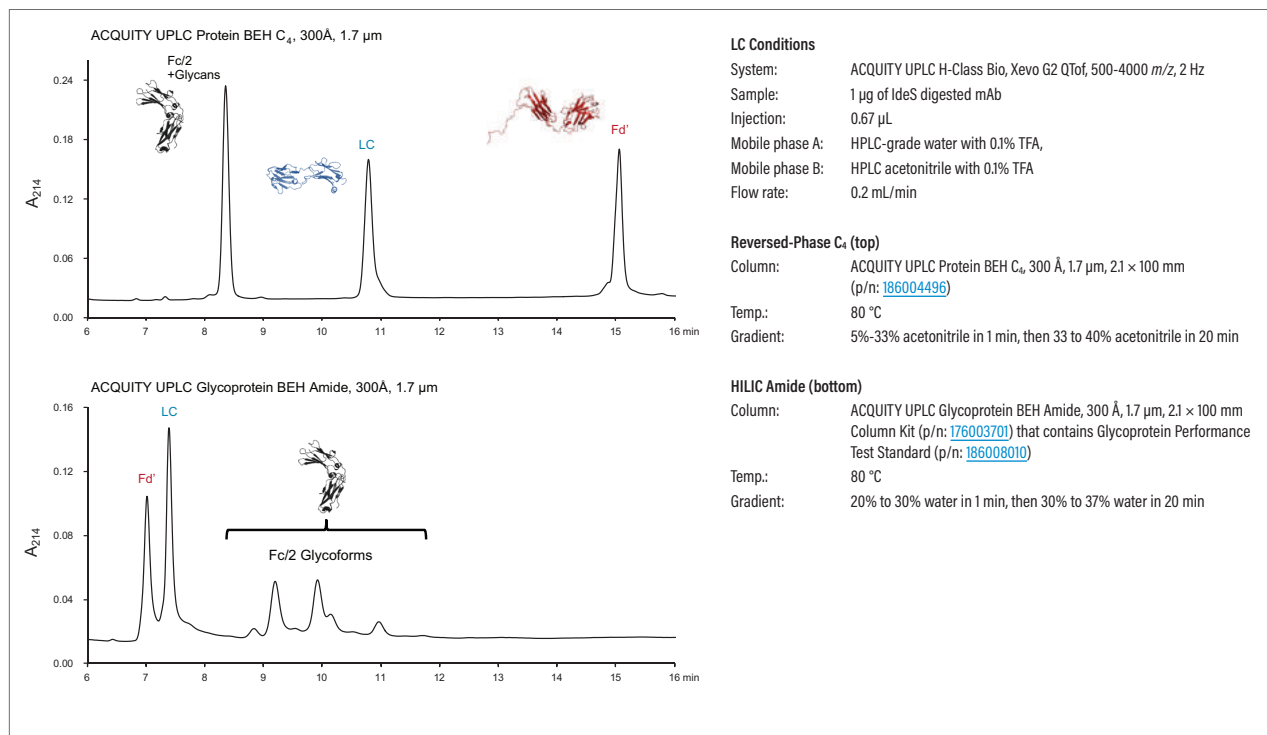 ACQUITY UPLC Protein BEH C₄, 300Å, 1.7 µm
Fc/2
+Glycans
LC
Fd'
A₂₁₄
0.24
0.18
0.12
0.06
0.00
6 7 8 9 10 11 12 13 14 15 16 min
ACQUITY UPLC Glycoprotein BEH Amide, 300Å, 1.7 µm
LC
Fd'
Fc/2 Glycoforms
A₂₁₄
0.16
0.12
0.08
0.04
0.00
6 7 8 9 10 11 12 13 14 15 16 min
LC Conditions
System: ACQUITY UPLC H-Class Bio, Xevo G2 QTof, 500-4000 m/z, 2 Hz
Sample: 1 µg of IdeS digested mAb
Injection: 0.67 µL
Mobile phase A: HPLC-grade water with 0.1% TFA,
Mobile phase B: HPLC acetonitrile with 0.1% TFA
Flow rate: 0.2 mL/min
Reversed-Phase C₄ (top)
Column: ACQUITY UPLC Protein BEH C₄, 300 Å, 1.7 µm, 2.1 × 100 mm
(p/n: 186004496)
Temp.: 80 °C
Gradient: 5%-33% acetonitrile in 1 min, then 33 to 40% acetonitrile in 20 min
HILIC Amide (bottom)
Column: ACQUITY UPLC Glycoprotein BEH Amide, 300 Å, 1.7 µm, 2.1 × 100 mm
Column Kit (p/n: 176003701) that contains Glycoprotein Performance
Test Standard (p/n: 186008010)
Temp.: 80 °C
Gradient: 20% to 30% water in 1 min, then 30% to 37% water in 20 min